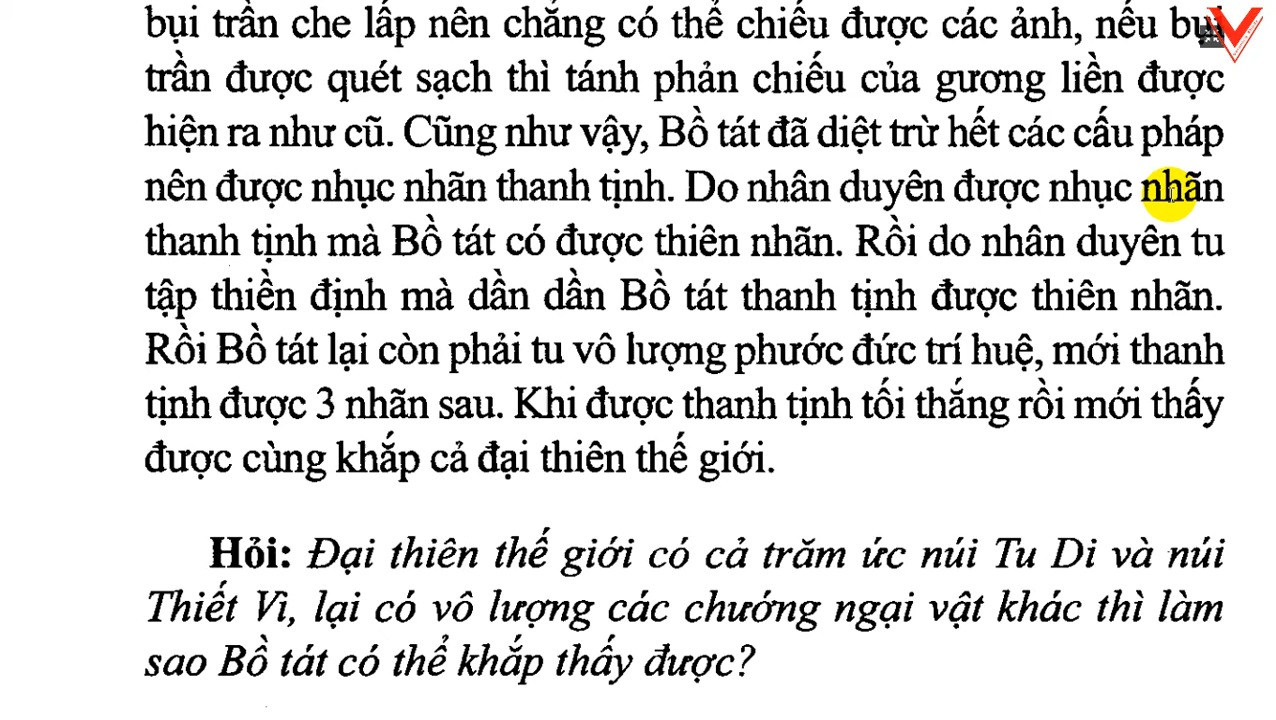 bụi trần che lấp nên chẳng có thể chiếu được các ảnh, nếu bụi
trần được quét sạch thì tánh phản chiếu của gương liền được
hiện ra như cũ. Cũng như vậy, Bồ tát đã diệt trừ hết các cấu pháp
nên được nhục nhãn thanh tịnh. Do nhân duyên được nhục nhãn
thanh tịnh mà Bồ tát có được thiên nhãn. Rồi do nhân duyên tu
tập thiền định mà dần dần Bồ tát thanh tịnh được thiên nhãn.
Rồi Bồ tát lại còn phải tu vô lượng phước đức trí huệ, mới thanh
tịnh được 3 nhãn sau. Khi được thanh tịnh tối thắng rồi mới thấy
được cùng khắp cả đại thiên thế giới.
Hỏi: Đại thiên thế giới có cả trăm ức núi Tu Di và núi
Thiết Vi, lại có vô lượng các chướng ngại vật khác thì làm
sao Bồ tát có thể khắp thấy được?